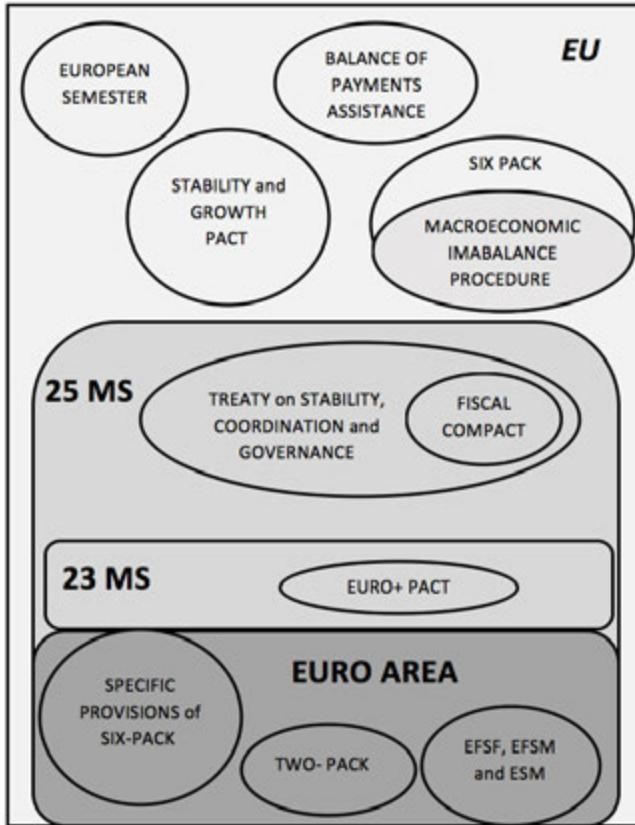 EU
EUROPEAN
SEMESTER
BALANCE OF
PAYMENTS
ASSISTANCE
STABILITY and
GROWTH
PACT
SIX PACK
MACROECONOMIC
IMABALANCE
PROCEDURE
25 MS
TREATY on STABILITY,
COORDINATION and
GOVERNANCE
FISCAL
COMPACT
23 MS
EURO+ PACT
EURO AREA
SPECIFIC
PROVISIONS of
SIX-PACK
TWO- PACK
EFSF, EFSM
and ESM